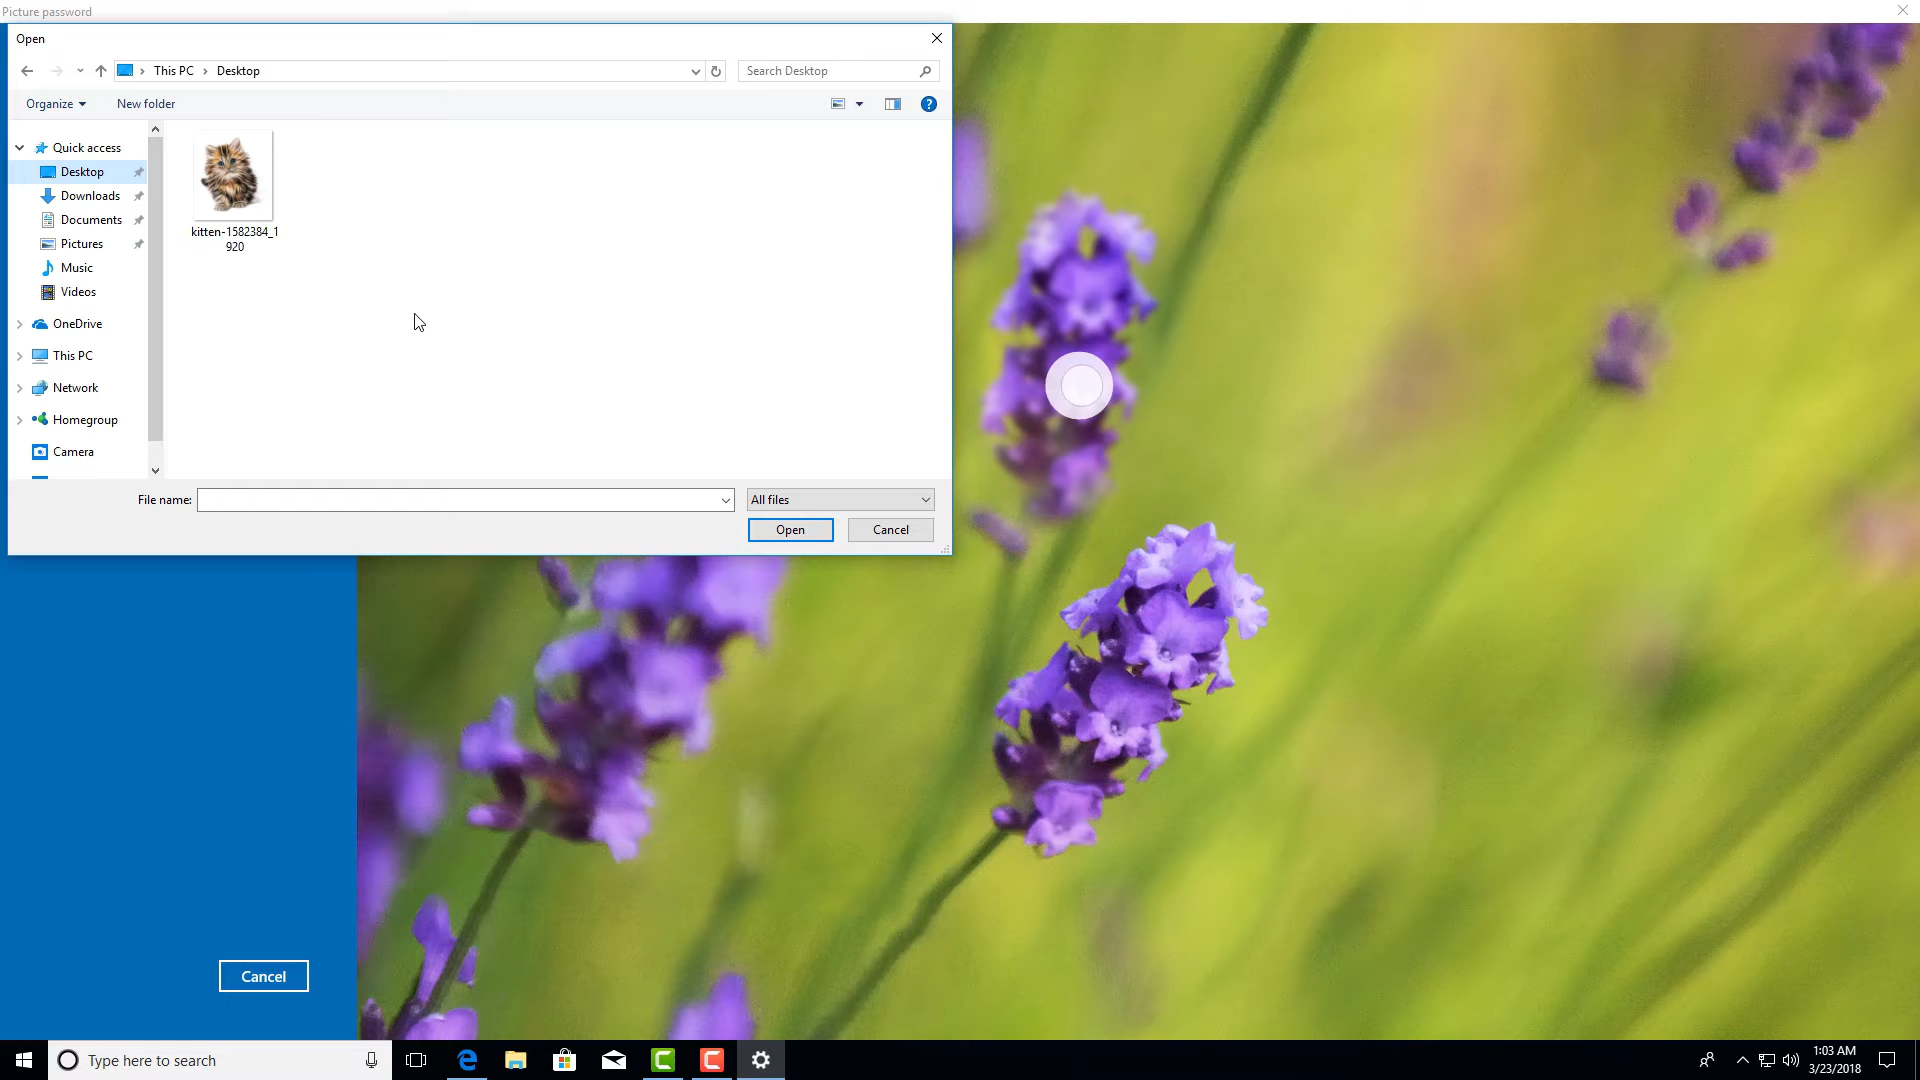 Picture password
Open
This PC
Desktop
Search Desktop
Organize
New folder
?
Quick access
Desktop
Downloads
Documents
Pictures
Music
Videos
OneDrive
This PC
Network
Homegroup
Camera
kitten-1582384_1
920
File name:
All files
Open
Cancel
Cancel
Type here to search
1:03 AM
3/23/2018